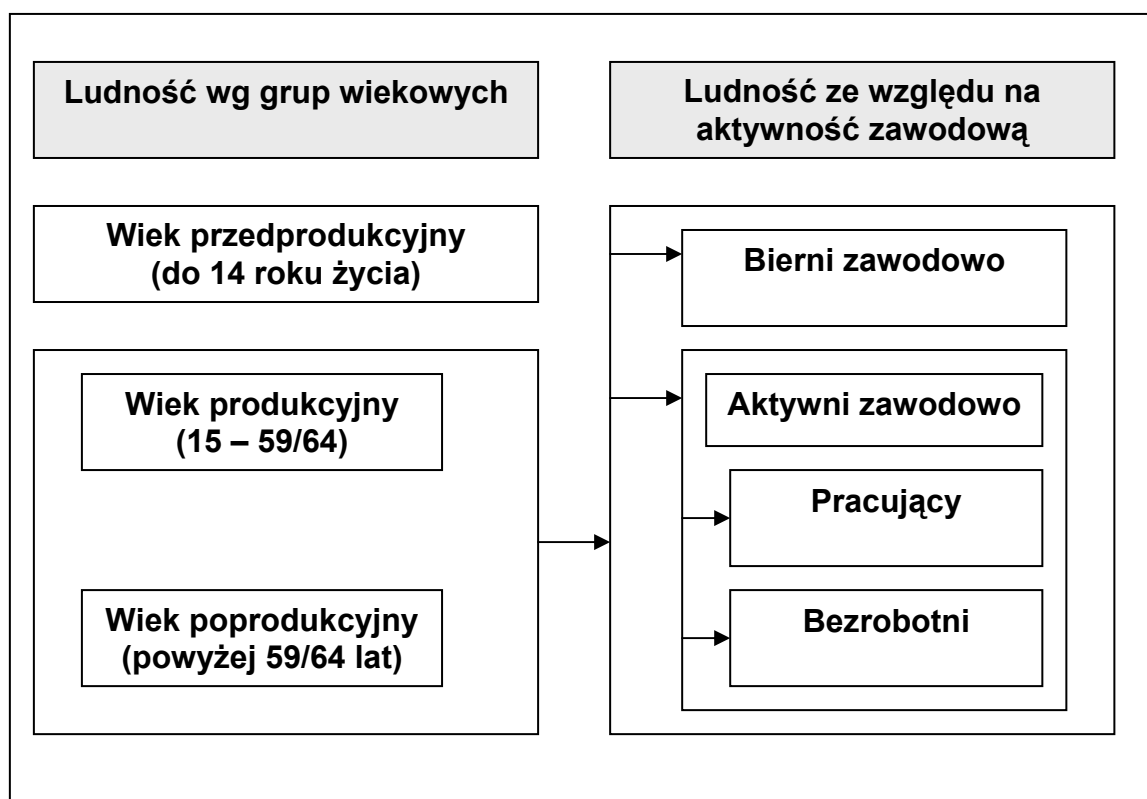 Ludność wg grup wiekowych
Ludność ze względu na
aktywność zawodową
Wiek przedprodukcyjny
(do 14 roku życia)
Wiek produkcyjny
(15 – 59/64)
Wiek poprodukcyjny
(powyżej 59/64 lat)
Bierni zawodowo
Aktywni zawodowo
Pracujący
Bezrobotni